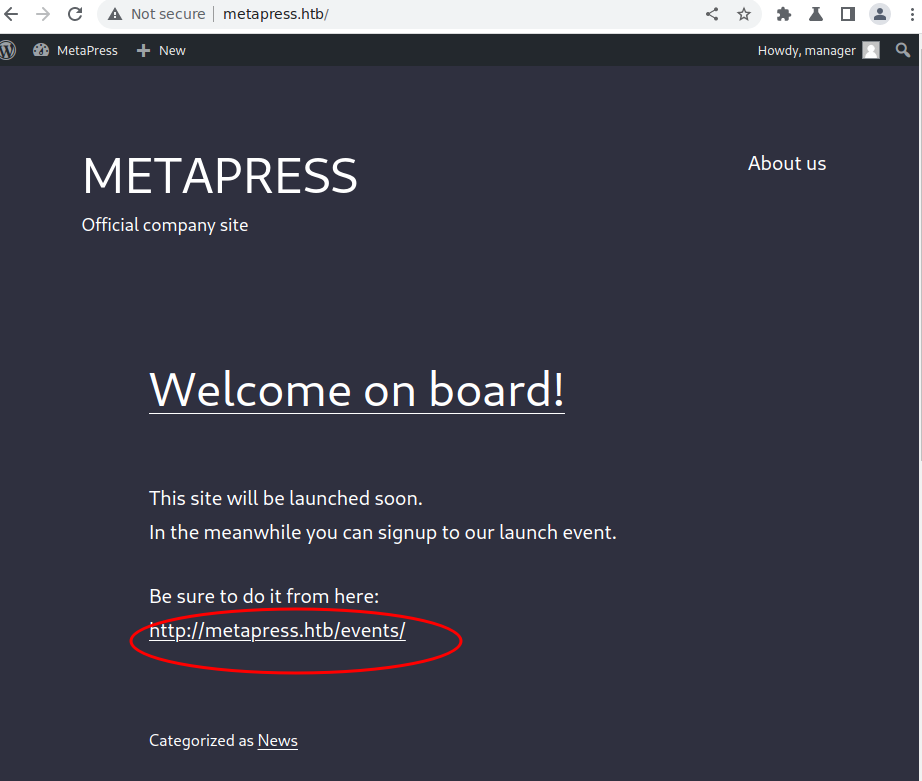 Not secure metapress.htb/
MetaPress New Howdy, manager
METAPRESS
About us
Official company site
Welcome on board!
This site will be launched soon.
In the meanwhile you can signup to our launch event.
Be sure to do it from here:
http://metapress.htb/events/
Categorized as News